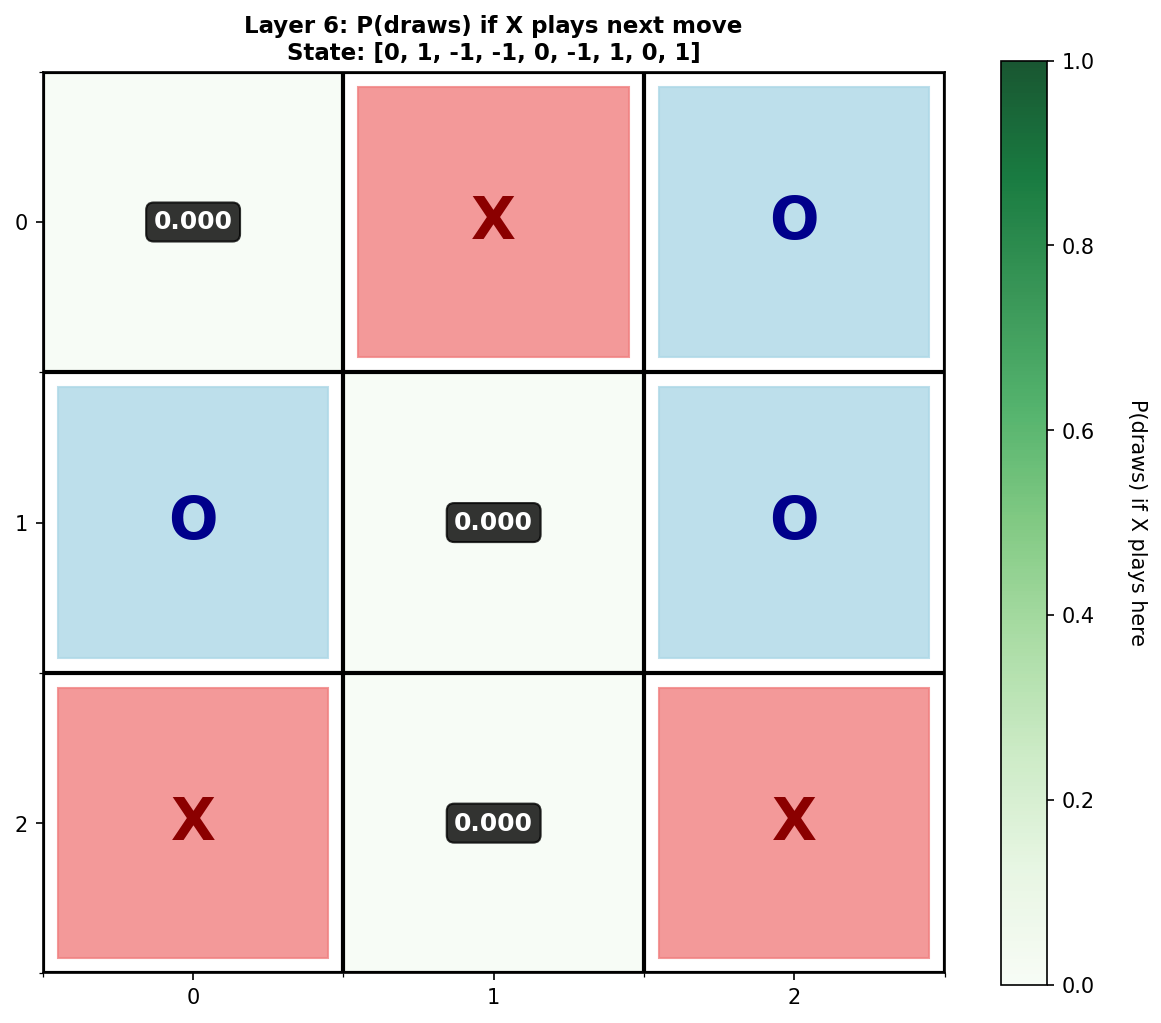 Layer 6: P(draws) if X plays next move
State: [0, 1, -1, -1, 0, -1, 1, 0, 1]
0
0.000
X
O
1
O
0.000
O
2
X
0.000
X
0
1
2
1.0
0.8
0.6
0.4
0.2
0.0
P(draws) if X plays here